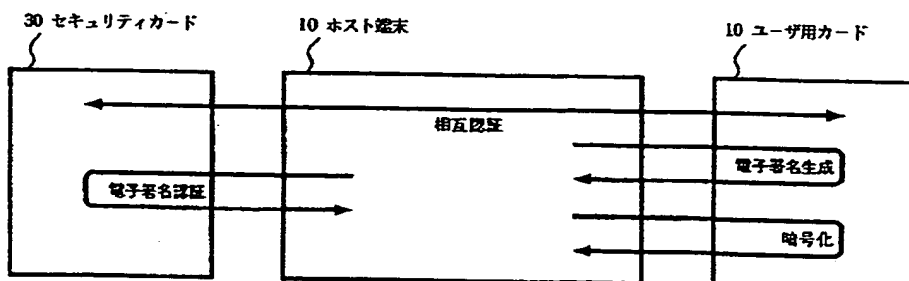 30 セキュリティカード
10 ホスト端末
10 ユーザ用カード
相互認証
電子署名生成
電子署名認証
暗号化